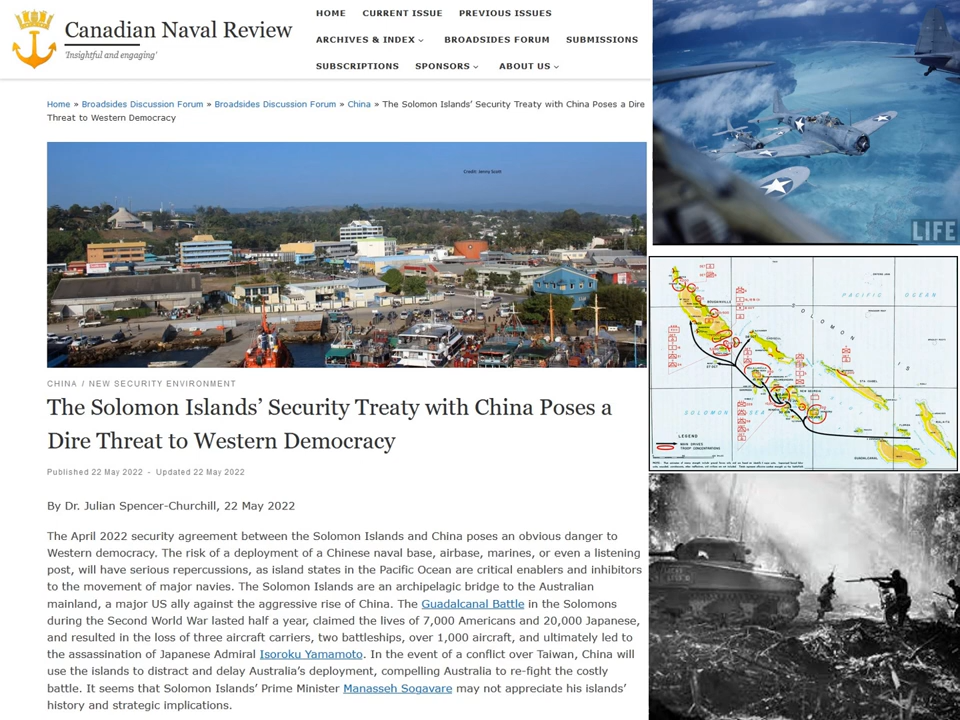 Canadian Naval Review
'Insightful and engaging'
HOME CURRENT ISSUE PREVIOUS ISSUES
ARCHIVES & INDEX BROADSIDES FORUM SUBMISSIONS
SUBSCRIPTIONS SPONSORS ABOUT US
Home » Broadsides Discussion Forum » Broadsides Discussion Forum » China » The Solomon Islands' Security Treaty with China Poses a Dire
Threat to Western Democracy
Credit: Jenny Scott
CHINA / NEW SECURITY ENVIRONMENT
The Solomon Islands' Security Treaty with China Poses a
Dire Threat to Western Democracy
Published 22 May 2022 - Updated 22 May 2022
By Dr. Julian Spencer-Churchill, 22 May 2022
The April 2022 security agreement between the Solomon Islands and China poses an obvious danger to
Western democracy. The risk of a deployment of a Chinese naval base, airbase, marines, or even a listening
post, will have serious repercussions, as island states in the Pacific Ocean are critical enablers and inhibitors
to the movement of major navies. The Solomon Islands are an archipelagic bridge to the Australian
mainland, a major US ally against the aggressive rise of China. The Guadalcanal Battle in the Solomons
during the Second World War lasted half a year, claimed the lives of 7,000 Americans and 20,000 Japanese,
and resulted in the loss of three aircraft carriers, two battleships, over 1,000 aircraft, and ultimately led to
the assassination of Japanese Admiral Isoroku Yamamoto. In the event of a conflict over Taiwan, China will
use the islands to distract and delay Australia's deployment, compelling Australia to re-fight the costly
battle. It seems that Solomon Islands' Prime Minister Manasseh Sogavare may not appreciate his islands'
history and strategic implications.
LIFE
PACIFIC OCEAN
SOLOMON IS
SOLOMON SEA
LEGEND